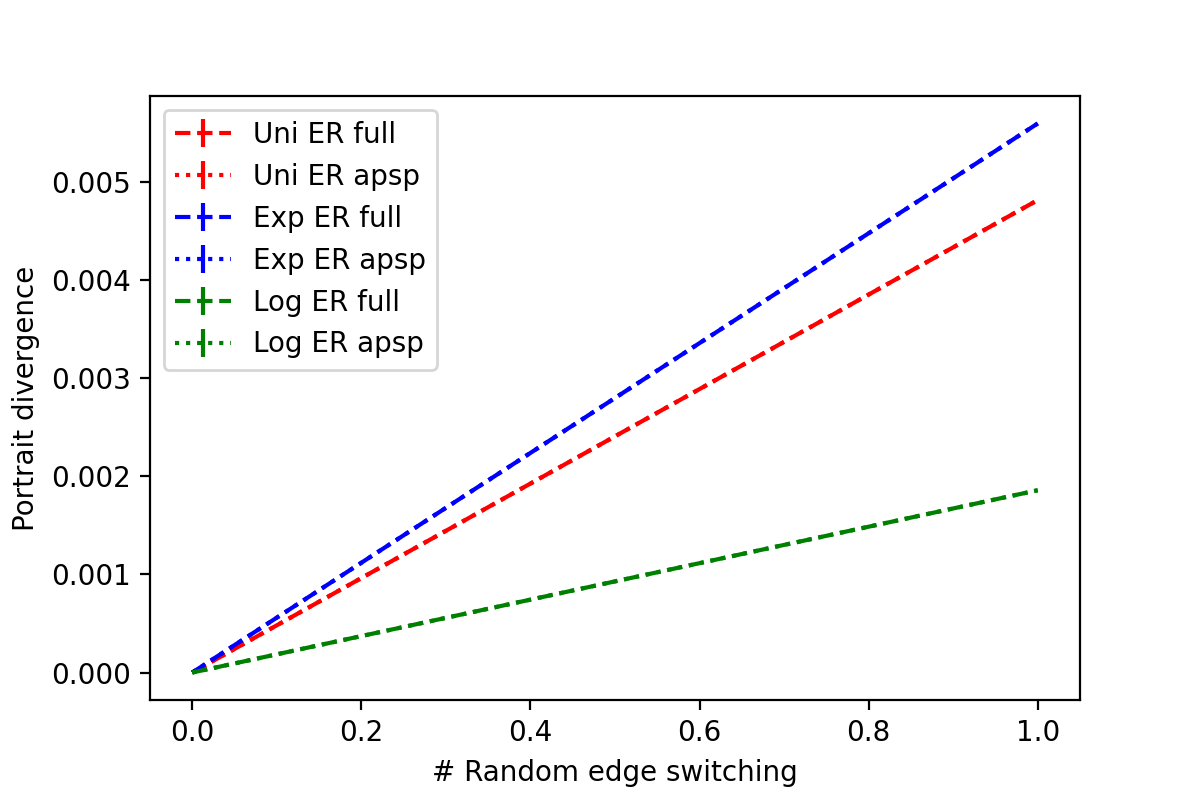 Uni ER full
Uni ER apsp
Exp ER full
Exp ER apsp
Log ER full
Log ER apsp
Portrait divergence
0.005
0.004
0.003
0.002
0.001
0.000
0.0 0.2 0.4 0.6 0.8 1.0
# Random edge switching